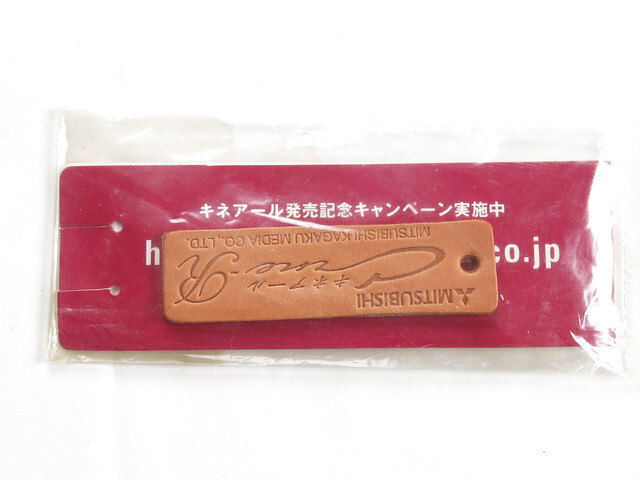 キネアール発売記念キャンペーン実施中
h
co.jp
MITSUBISHI
キネアール
Cine-R
MITSUBISHI KAGAKU MEDIA CO., LTD.